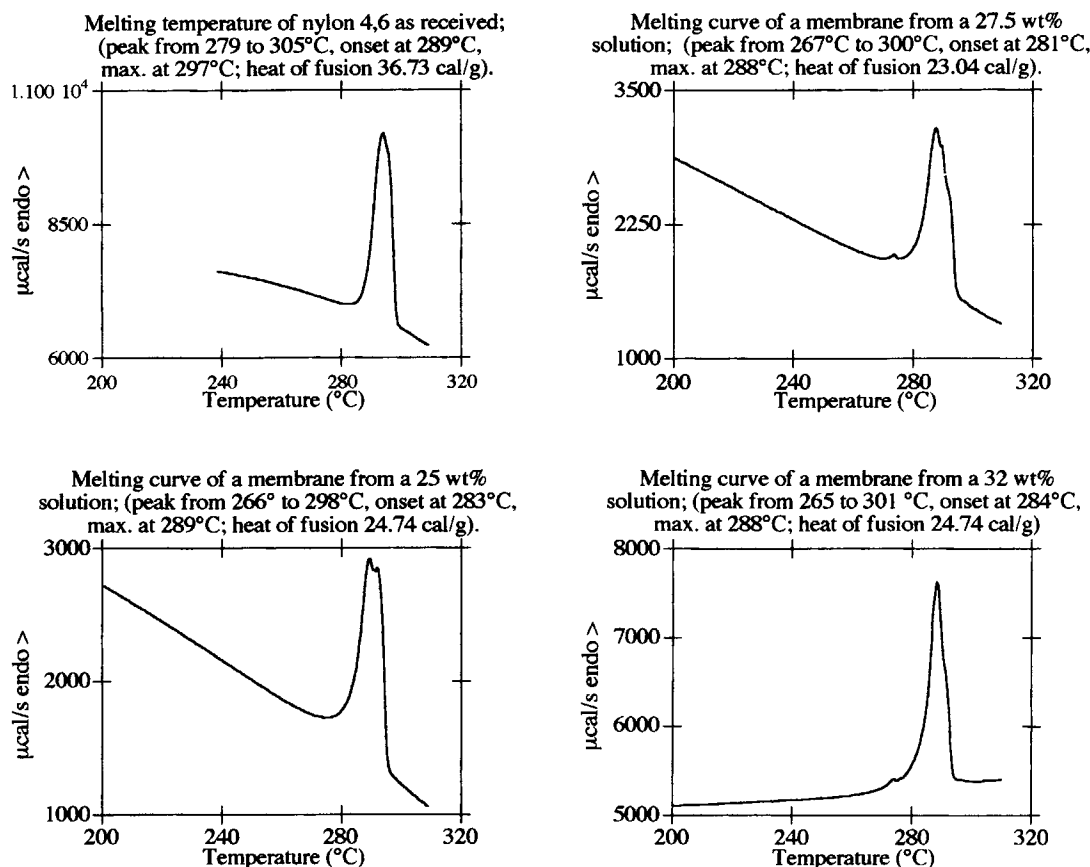 Melting temperature of nylon 4,6 as received;
(peak from 279 to 305°C, onset at 289°C,
max. at 297°C; heat of fusion 36.73 cal/g).
1.100 10⁴
8500
6000
µcal/s endo >
200
240
280
320
Temperature (°C)
Melting curve of a membrane from a 27.5 wt%
solution; (peak from 267°C to 300°C, onset at 281°C,
max. at 288°C; heat of fusion 23.04 cal/g).
3500
2250
1000
µcal/s endo >
200
240
280
320
Temperature (°C)
Melting curve of a membrane from a 25 wt%
solution; (peak from 266° to 298°C, onset at 283°C,
max. at 289°C; heat of fusion 24.74 cal/g).
3000
2000
1000
µcal/s endo >
200
240
280
320
Temperature (°C)
Melting curve of a membrane from a 32 wt%
solution; (peak from 265 to 301 °C, onset at 284°C,
max. at 288°C; heat of fusion 24.74 cal/g)
8000
7000
6000
5000
µcal/s endo >
200
240
280
320
Temperature (°C)